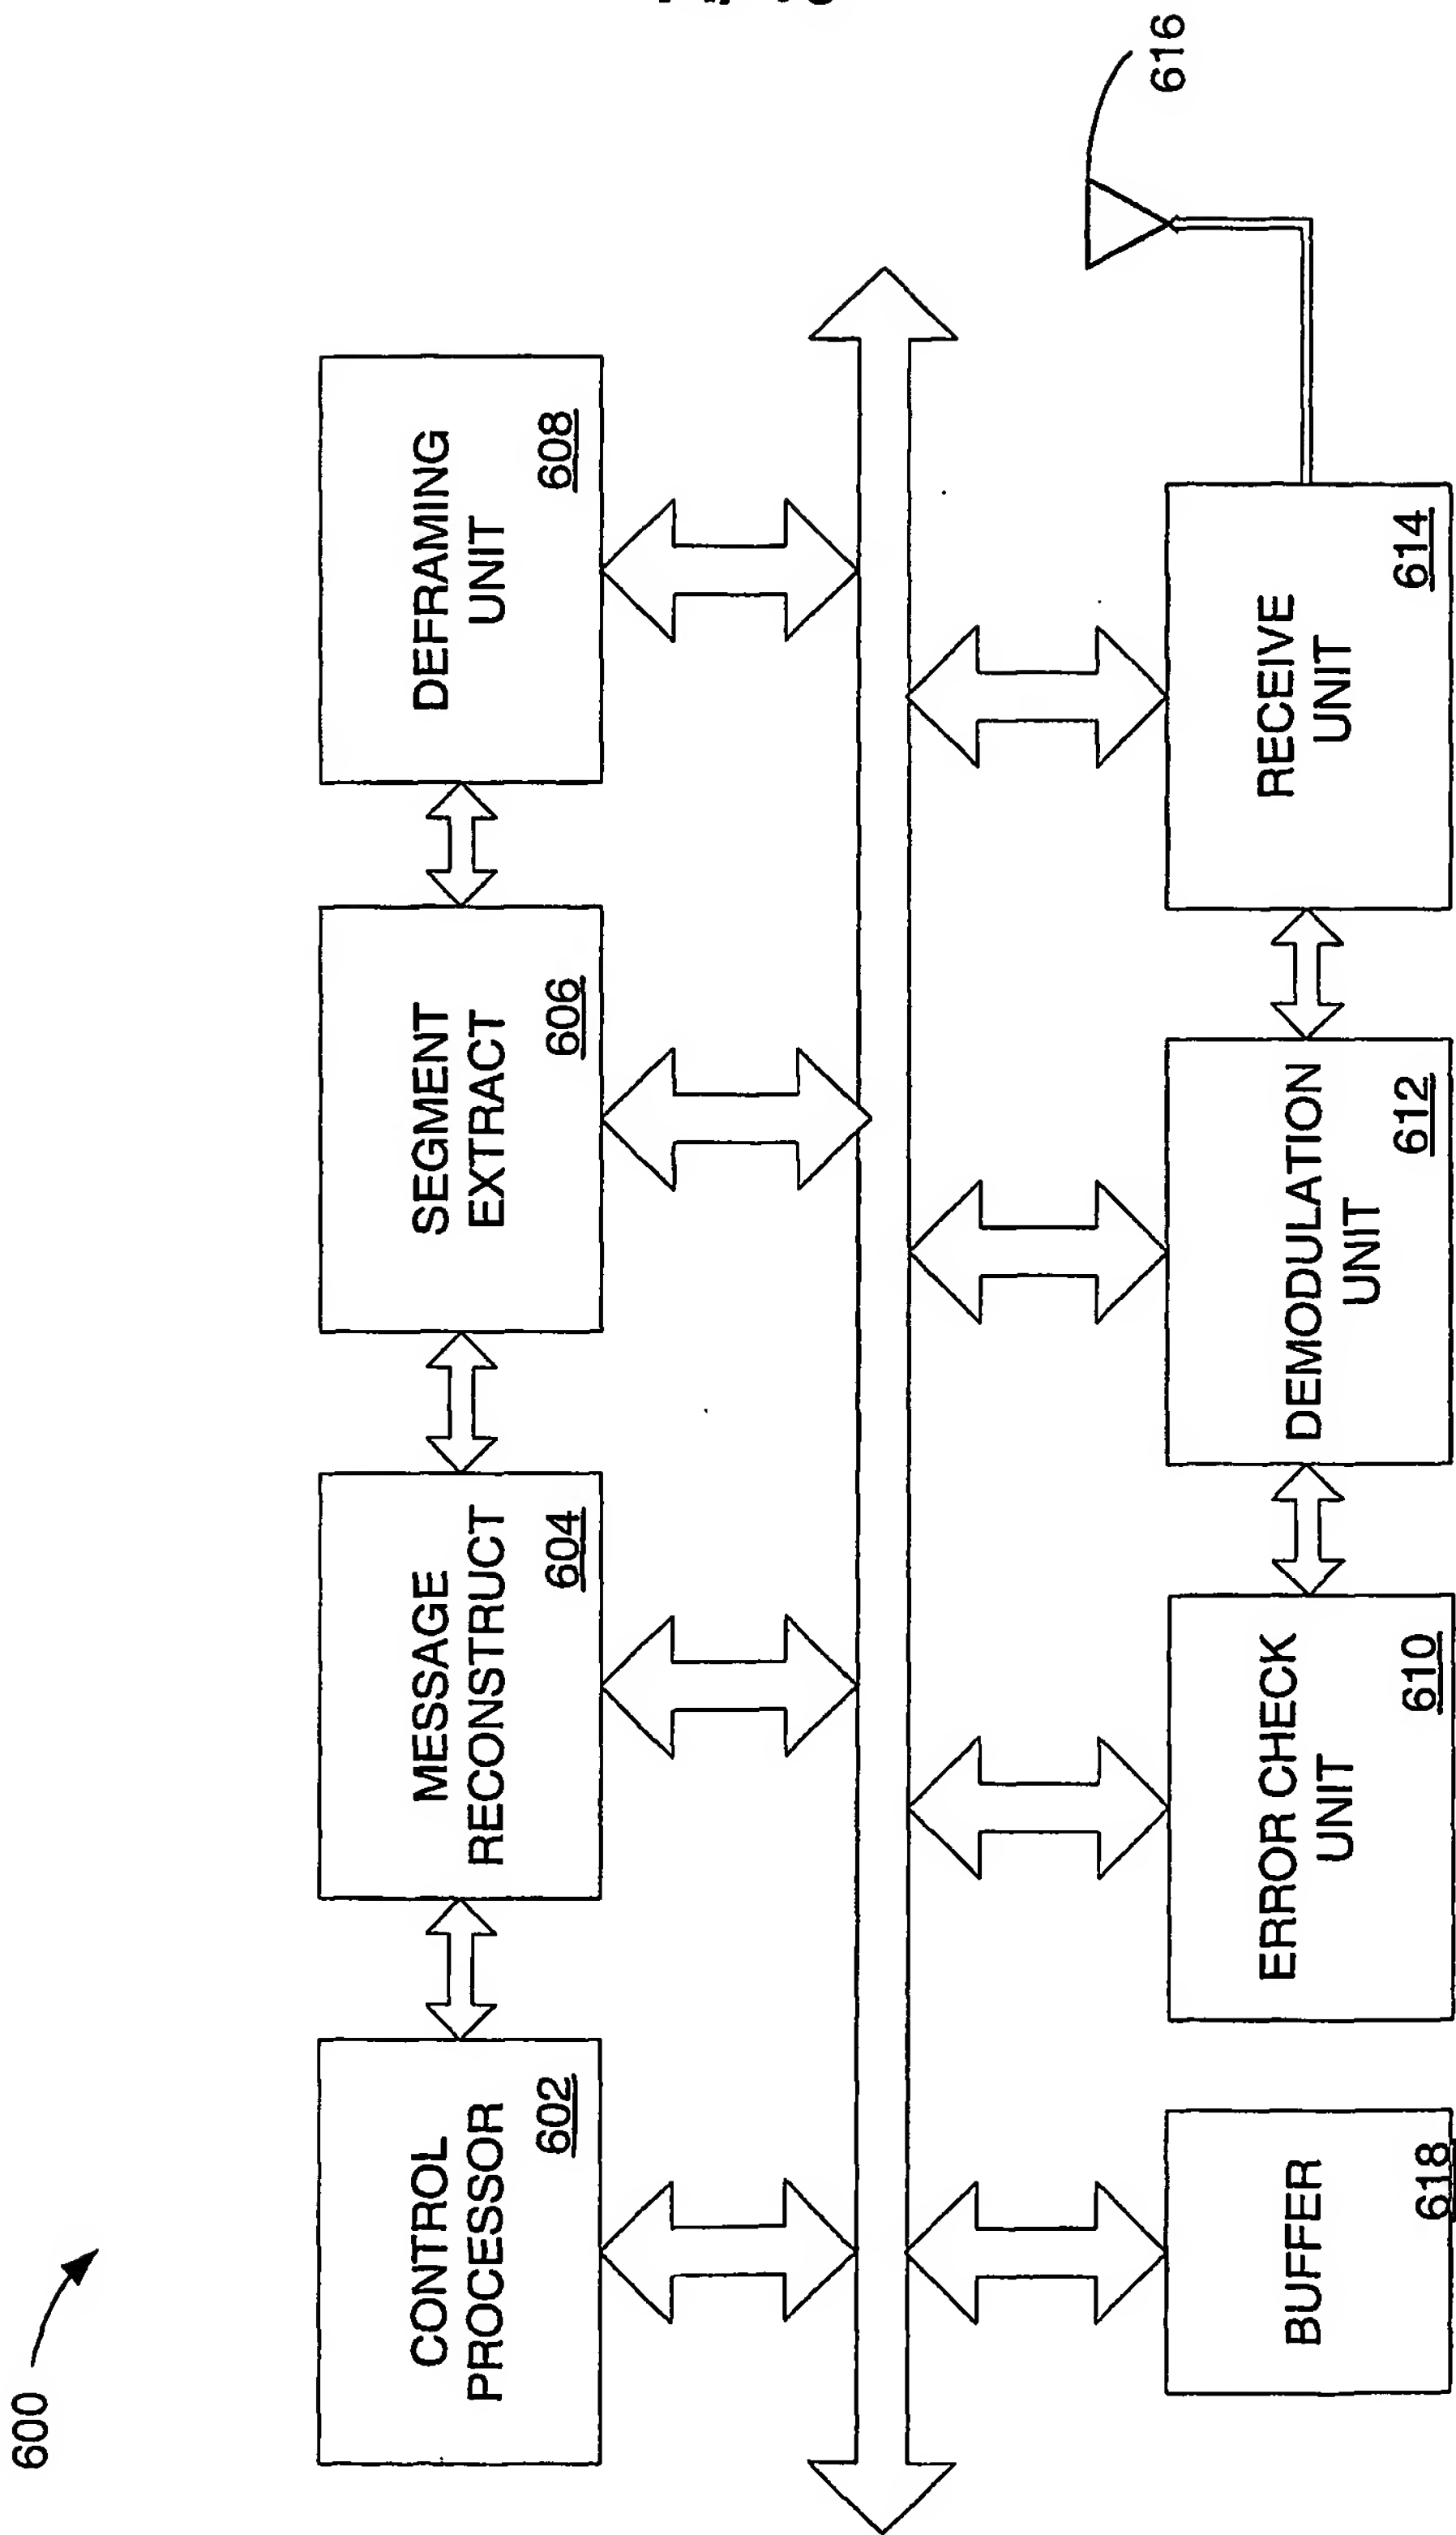 600
CONTROL
PROCESSOR
602
MESSAGE
RECONSTRUCT
604
SEGMENT
EXTRACT
606
DEFRAMING
UNIT
608
BUFFER
618
ERROR CHECK
UNIT
610
DEMODULATION
UNIT
612
RECEIVE
UNIT
614
616